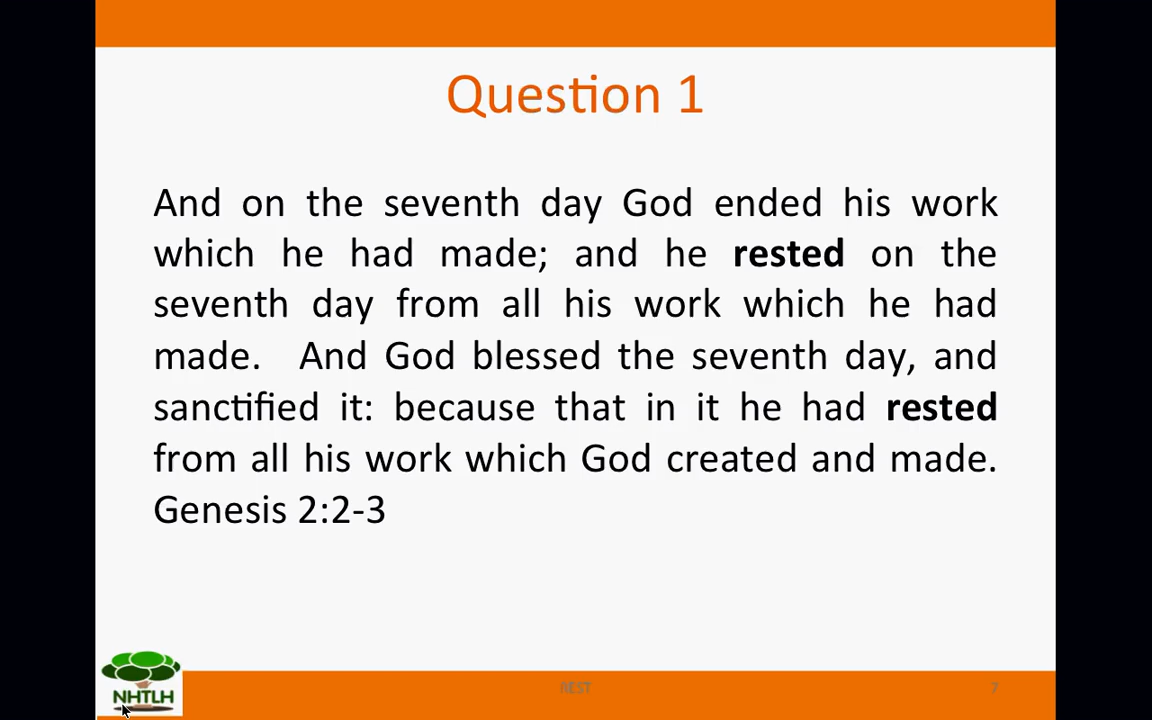 Question 1
And on the seventh day God ended his work
which he had made; and he rested on the
seventh day from all his work which he had
made. And God blessed the seventh day, and
sanctified it: because that in it he had rested
from all his work which God created and made.
Genesis 2:2-3
NHTLH
REST
7